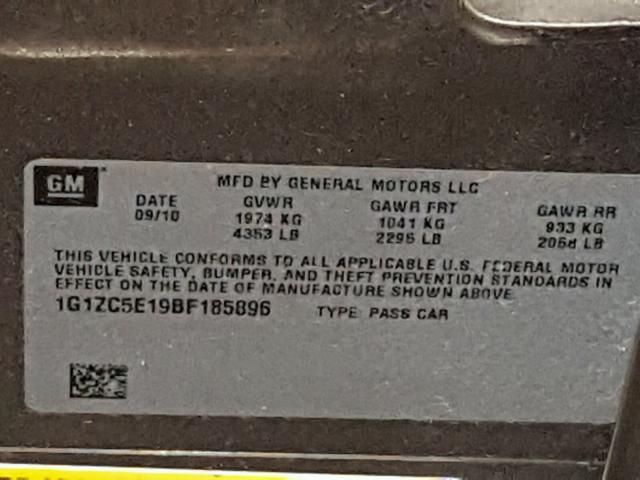 GM
MFD BY GENERAL MOTORS LLC
DATE GVWR GAWR FRT GAWR RR
09/10 1974 KG 1041 KG 933 KG
4353 LB 2295 LB 2058 LB
THIS VEHICLE CONFORMS TO ALL APPLICABLE U.S. FEDERAL MOTOR
VEHICLE SAFETY, BUMPER, AND THEFT PREVENTION STANDARDS IN
EFFECT ON THE DATE OF MANUFACTURE SHOWN ABOVE
1G1ZC5E19BF185896 TYPE: PASS CAR